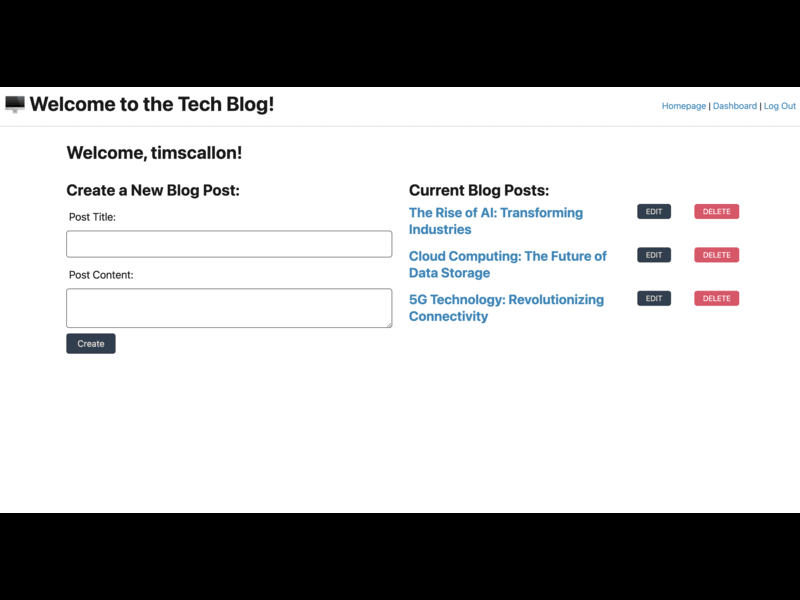 Welcome to the Tech Blog!
Homepage | Dashboard | Log Out
Welcome, timscallon!
Create a New Blog Post:
Post Title:
Post Content:
Create
Current Blog Posts:
The Rise of AI: Transforming
Industries
EDIT DELETE
Cloud Computing: The Future of
Data Storage
EDIT DELETE
5G Technology: Revolutionizing
Connectivity
EDIT DELETE